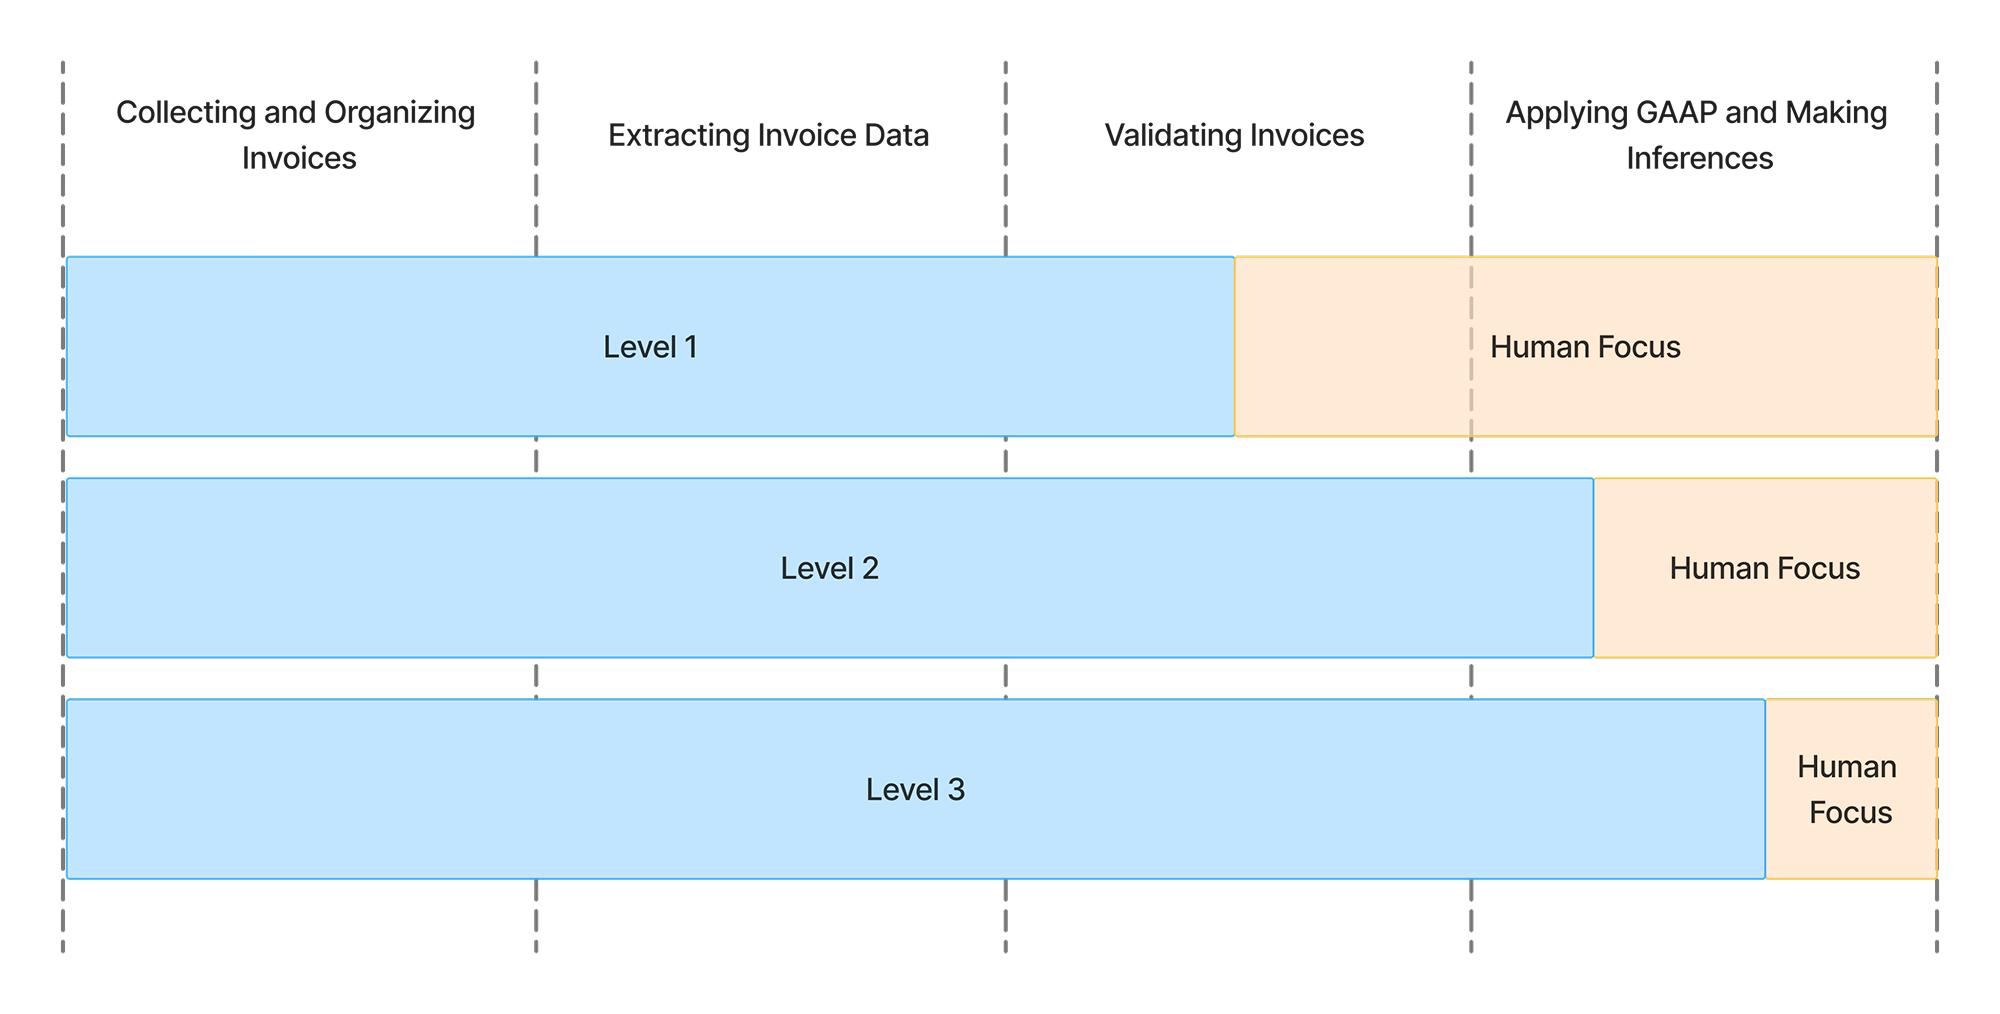 Collecting and Organizing
Invoices
Extracting Invoice Data
Validating Invoices
Applying GAAP and Making
Inferences
Level 1
Human Focus
Level 2
Human Focus
Level 3
Human
Focus